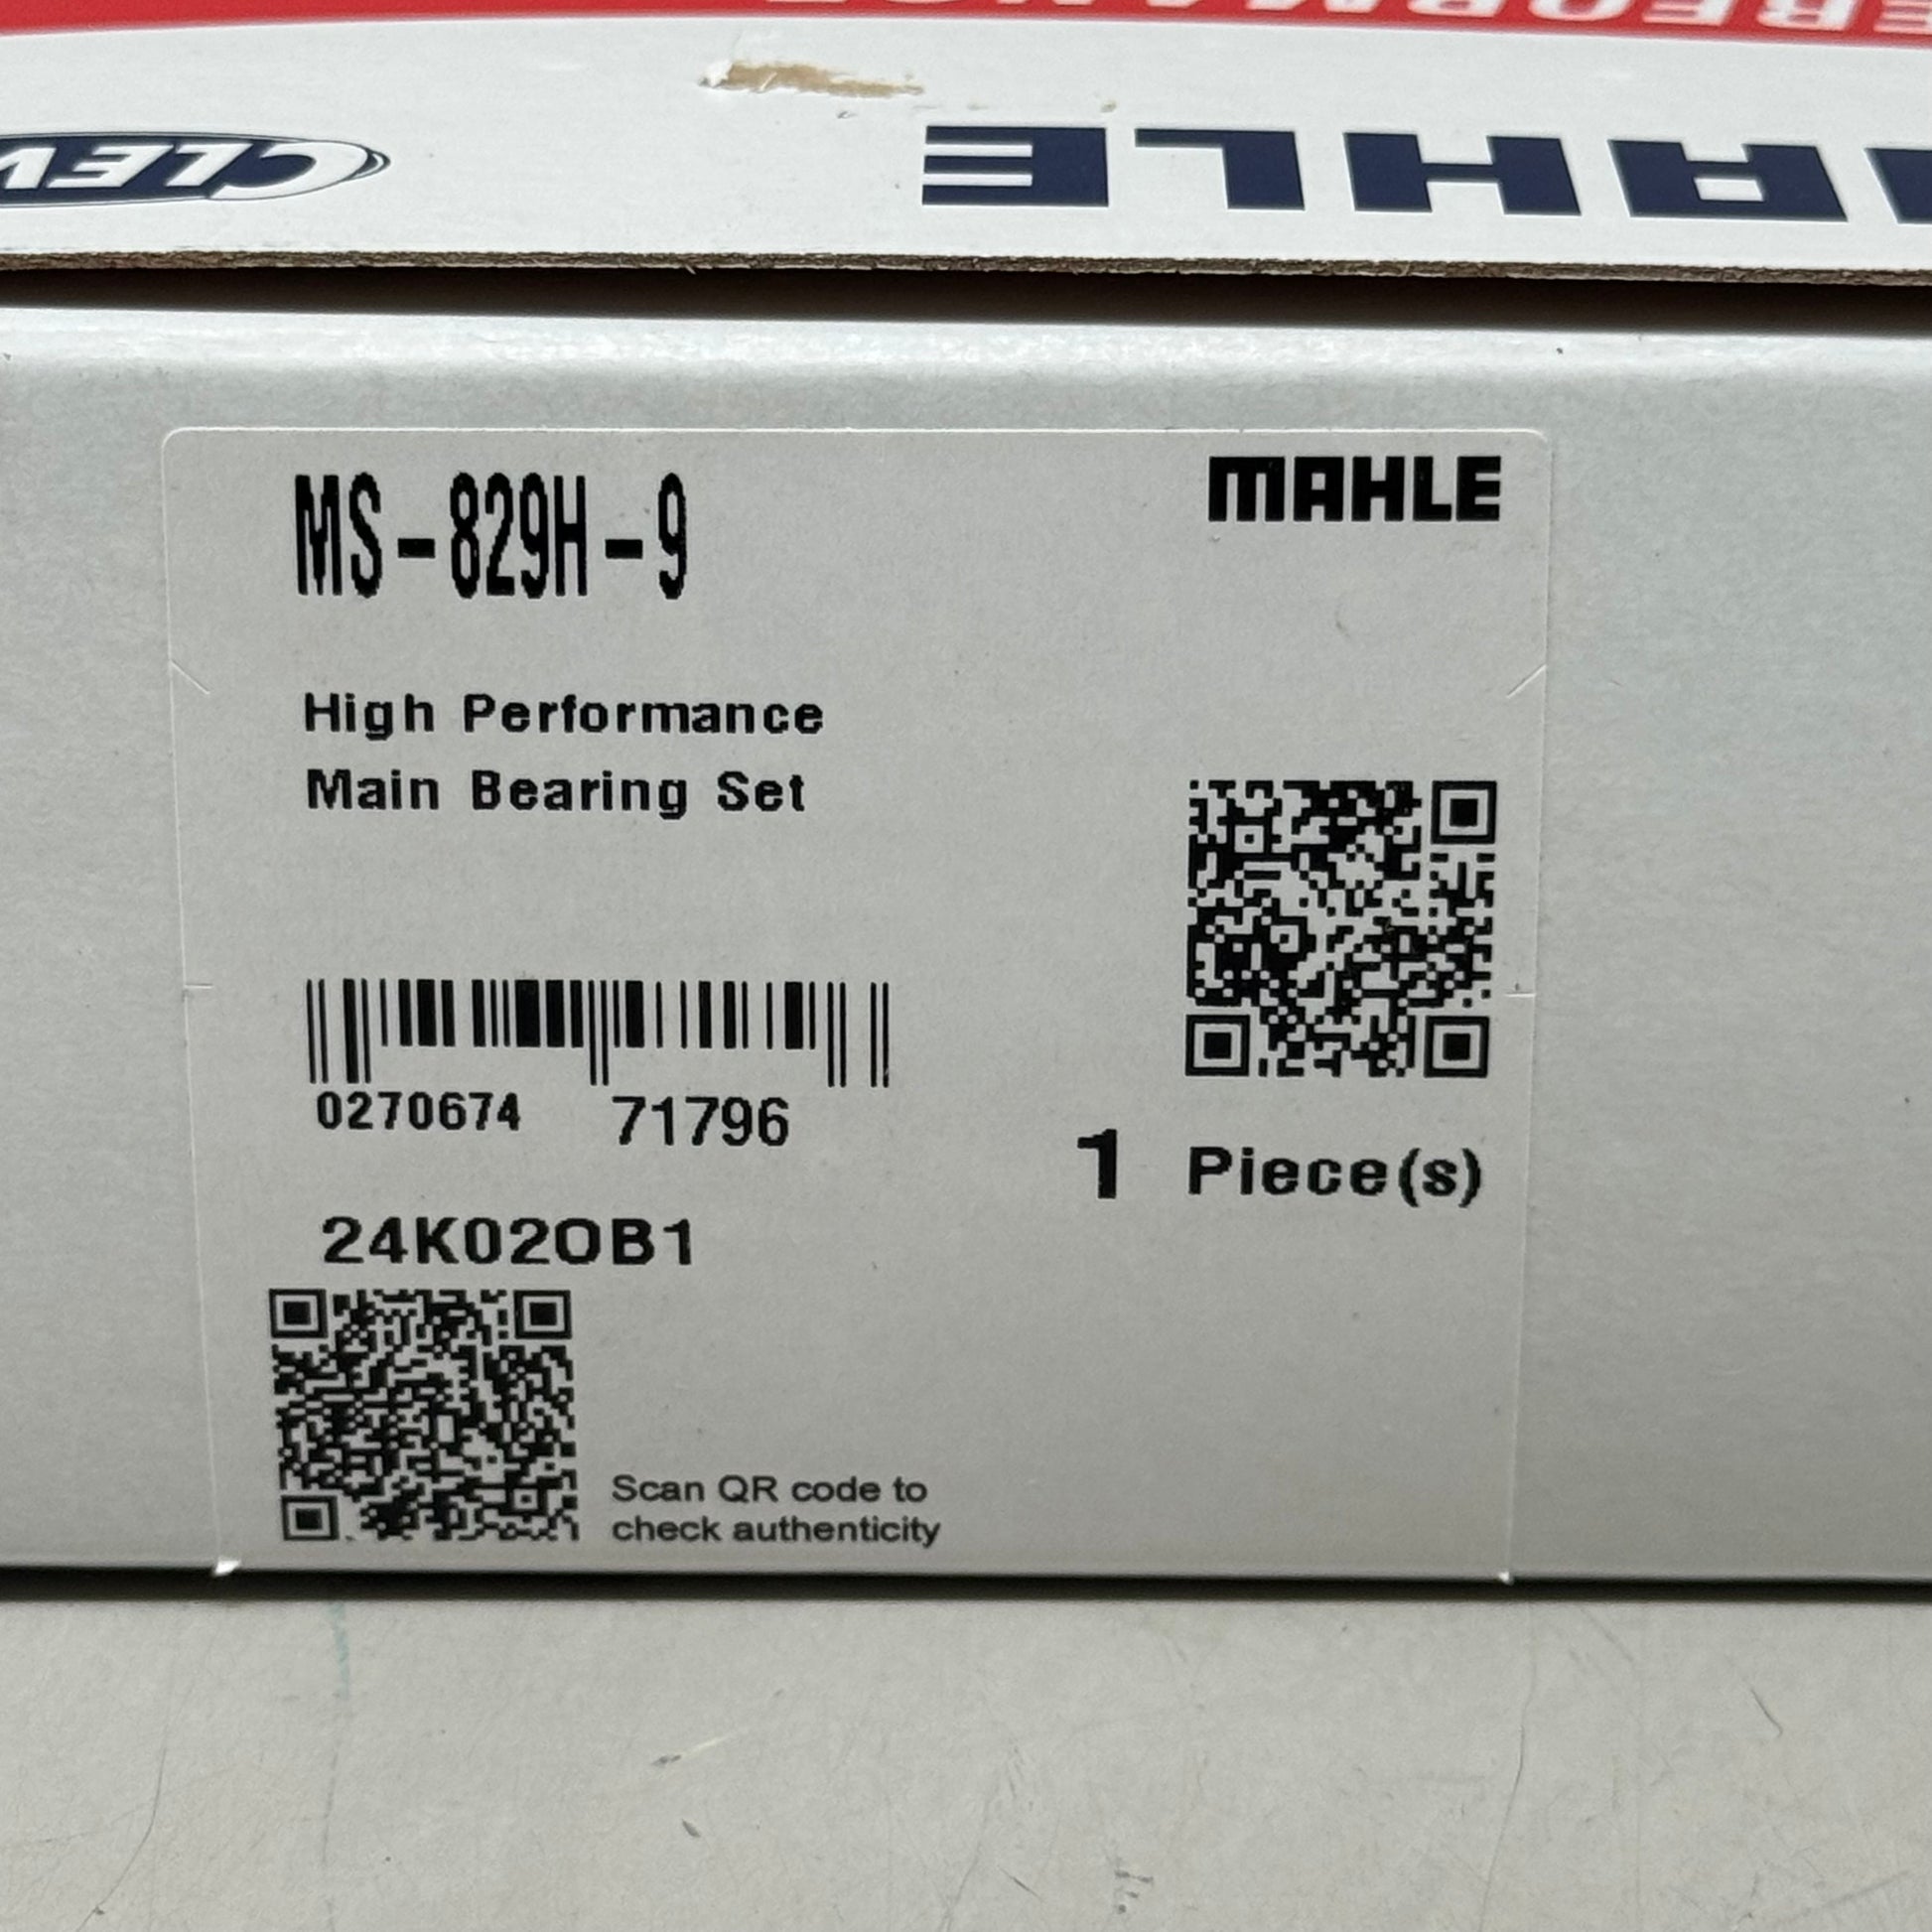 MAHLE
MS-829H-9
MAHLE
High Performance
Main Bearing Set
0270674 71796
1 Piece(s)
24K02OB1
Scan QR code to
check authenticity